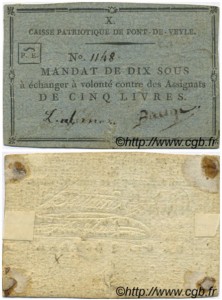 X.
CAISSE PATRIOTIQUE DE PONT-DE-VEYLE.
No. 1148.
MANDAT DE DIX SOUS
à échanger à volonté contre des Assignats
DE CINQ LIVRES.
www.cgb.fr
www.cgb.fr